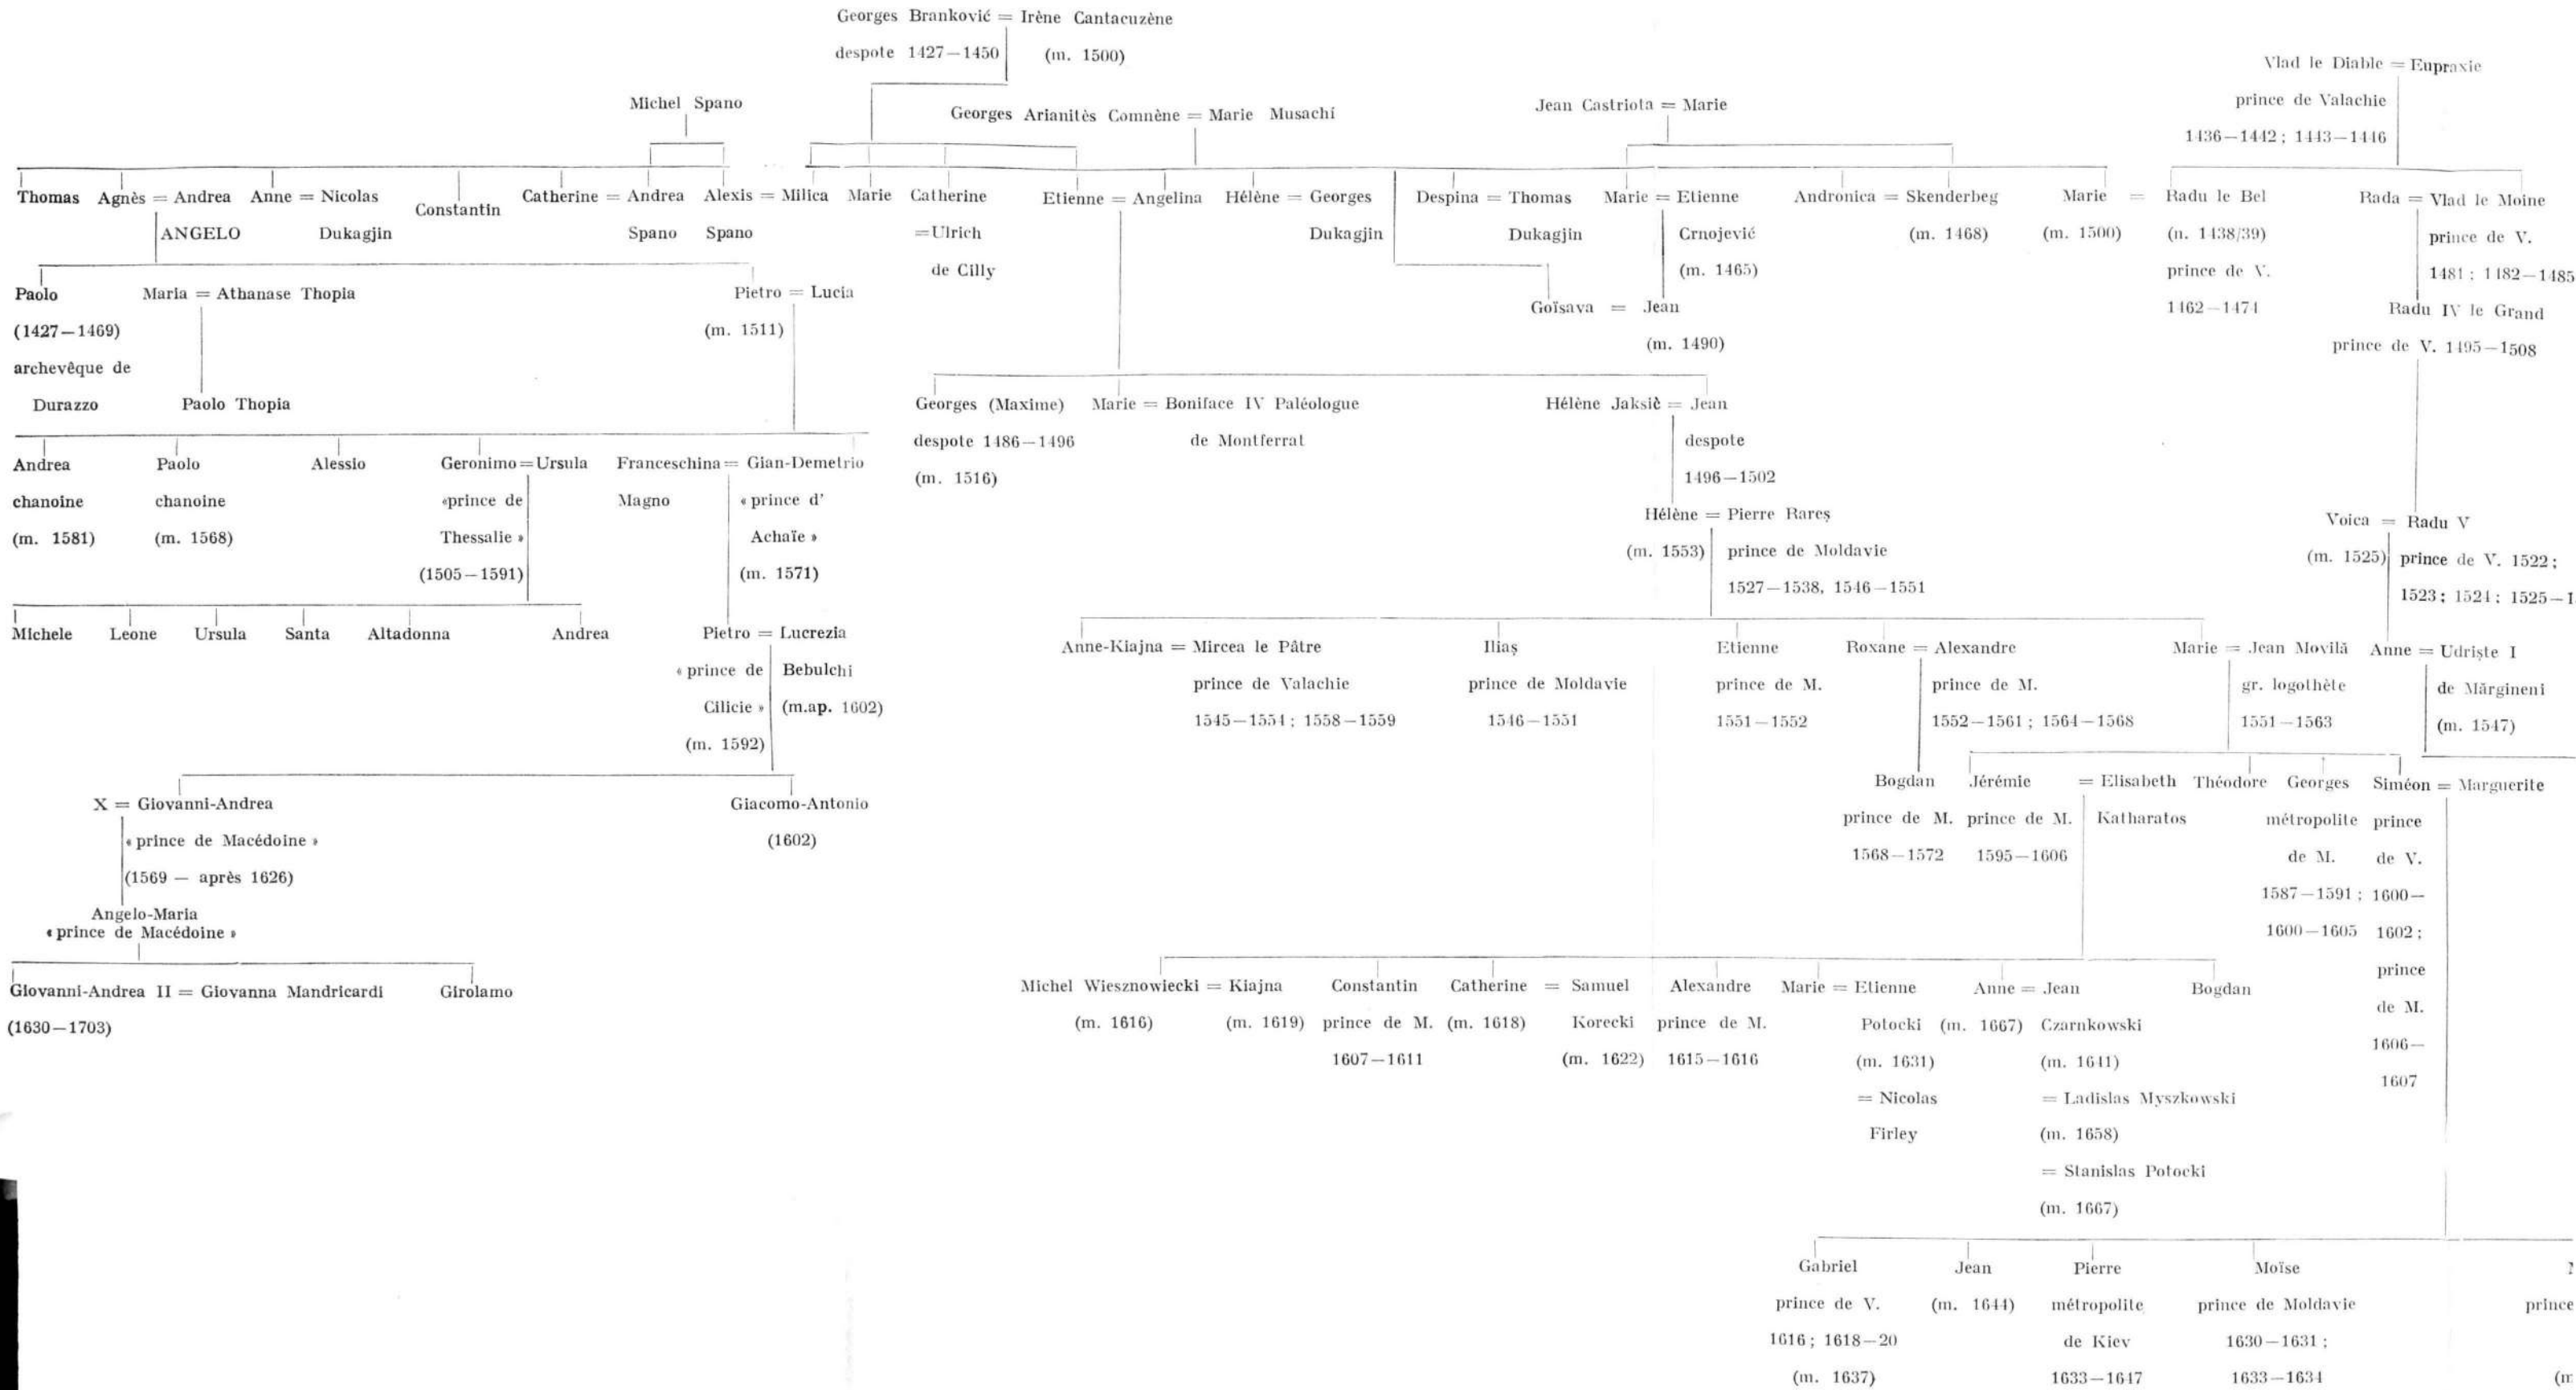 Georges Branković = Irène Cantacuzène
despote 1427—1450 (m. 1500)
Vlad le Diable = Eupraxie
prince de Valachie
1436—1442; 1443—1446
Michel Spano
Georges Arianitès Comnène = Marie Musachi
Jean Castriota = Marie
Thomas Agnès = Andrea Anne = Nicolas Constantin Catherine = Andrea Alexis = Milica Marie Catherine Etienne = Angelina Hélène = Georges Despina = Thomas Marie = Etienne Andronica = Skenderbeg Marie = Radu le Bel Rada = Vlad le Moine
ANGELO Dukagjin Spano Spano =Ulrich Dukagjin Dukagjin Crnojević (m. 1468) (m. 1500) (n. 1438/39) prince de V.
de Cilly (m. 1465) prince de V. 1481; 1482—1485
Paolo Maria = Athanase Thopia Pietro = Lucia Goïsava = Jean 1462—1474 Radu IV le Grand
(1427—1469) (m. 1511) (m. 1490) prince de V. 1495—1508
archevêque de
Durazzo Paolo Thopia Georges (Maxime) Marie = Boniface IV Paléologue Hélène Jaksič = Jean
despote 1486—1496 de Montferrat despote
(m. 1516) 1496—1502
Andrea Paolo Alessio Geronimo = Ursula Franceschina = Gian-Demetrio
chanoine chanoine «prince de Magno « prince d'
(m. 1581) (m. 1568) Thessalie » Achaïe »
(1505—1591) (m. 1571)
Hélène = Pierre Rareș Voica = Radu V
(m. 1553) prince de Moldavie (m. 1525) prince de V. 1522;
1527—1538, 1546—1551 1523; 1524; 1525—1
Michele Leone Ursula Santa Altadonna Andrea Pietro = Lucrezia
« prince de Bebulchi
Cilicie » (m.ap. 1602)
(m. 1592)
Anne-Kiajna = Mircea le Pâtre Iliaș Etienne Roxane = Alexandre Marie = Jean Movilă Anne = Udriște I
prince de Valachie prince de Moldavie prince de M. prince de M. gr. logothète de Mărgineni
1545—1554; 1558—1559 1546—1551 1551—1552 1552—1561; 1564—1568 1551—1563 (m. 1547)
X = Giovanni-Andrea Giacomo-Antonio
« prince de Macédoine » (1602)
(1569 — après 1626)
Angelo-Maria
« prince de Macédoine »
Bogdan Jérémie = Elisabeth Théodore Georges Siméon = Marguerite
prince de M. prince de M. Katharatos métropolite prince
1568—1572 1595—1606 de M. de V.
1587—1591; 1600—
1600—1605 1602;
prince
de M.
1606—
1607
Giovanni-Andrea II = Giovanna Mandricardi Girolamo
(1630—1703)
Michel Wiesznowiecki = Kiajna Constantin Catherine = Samuel Alexandre Marie = Etienne Anne = Jean Bogdan
(m. 1616) (m. 1619) prince de M. (m. 1618) Korecki prince de M. Potocki (m. 1667) Czarnkowski
1607—1611 (m. 1622) 1615—1616 (m. 1631) (m. 1641)
= Nicolas = Ladislas Myszkowski
Firley (m. 1658)
= Stanislas Potocki
(m. 1667)
Gabriel Jean Pierre Moïse
prince de V. (m. 1644) métropolite prince de Moldavie prince
1616; 1618—20 de Kiev 1630—1631;
(m. 1637) 1633—1647 1633—1634